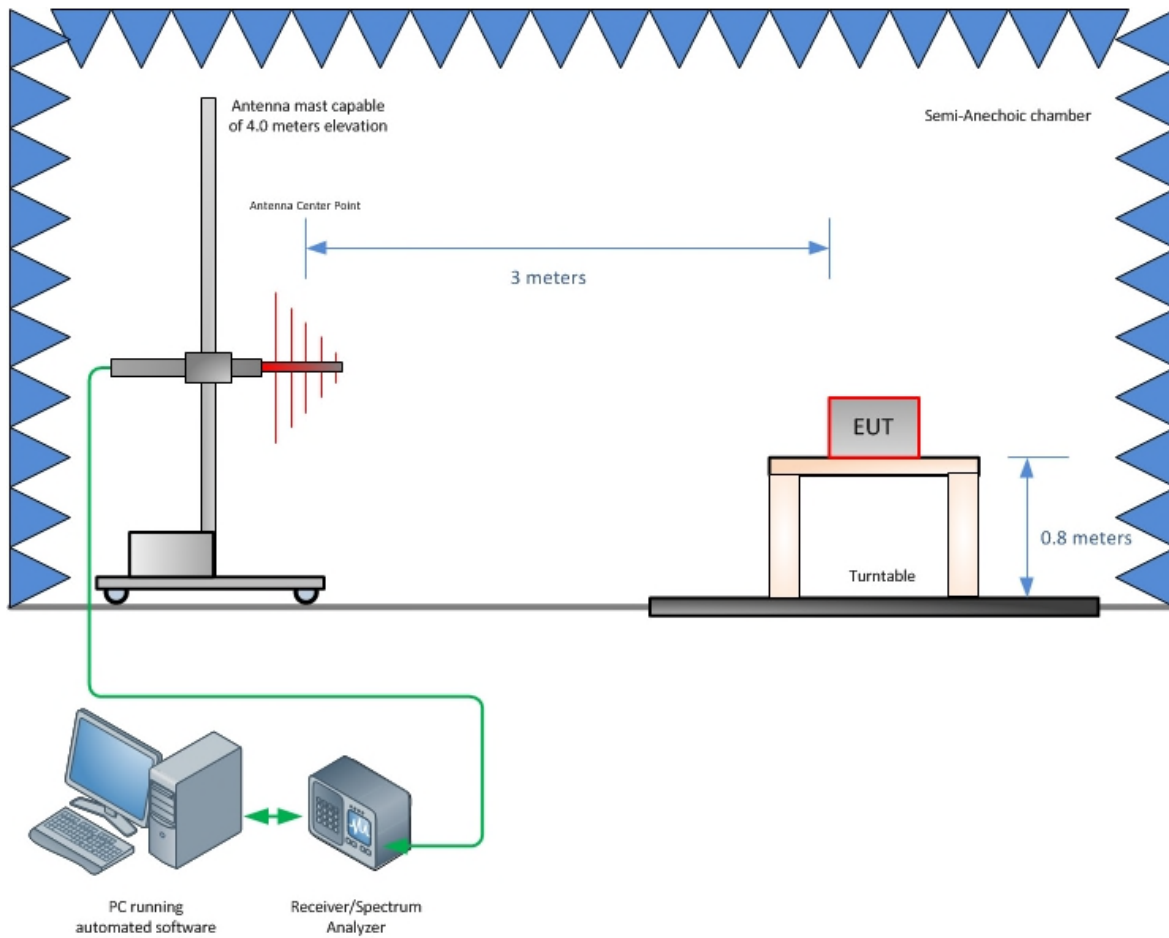 Antenna mast capable
of 4.0 meters elevation
Semi-Anechoic chamber
Antenna Center Point
3 meters
EUT
0.8 meters
Turntable
PC running
automated software
Receiver/Spectrum
Analyzer